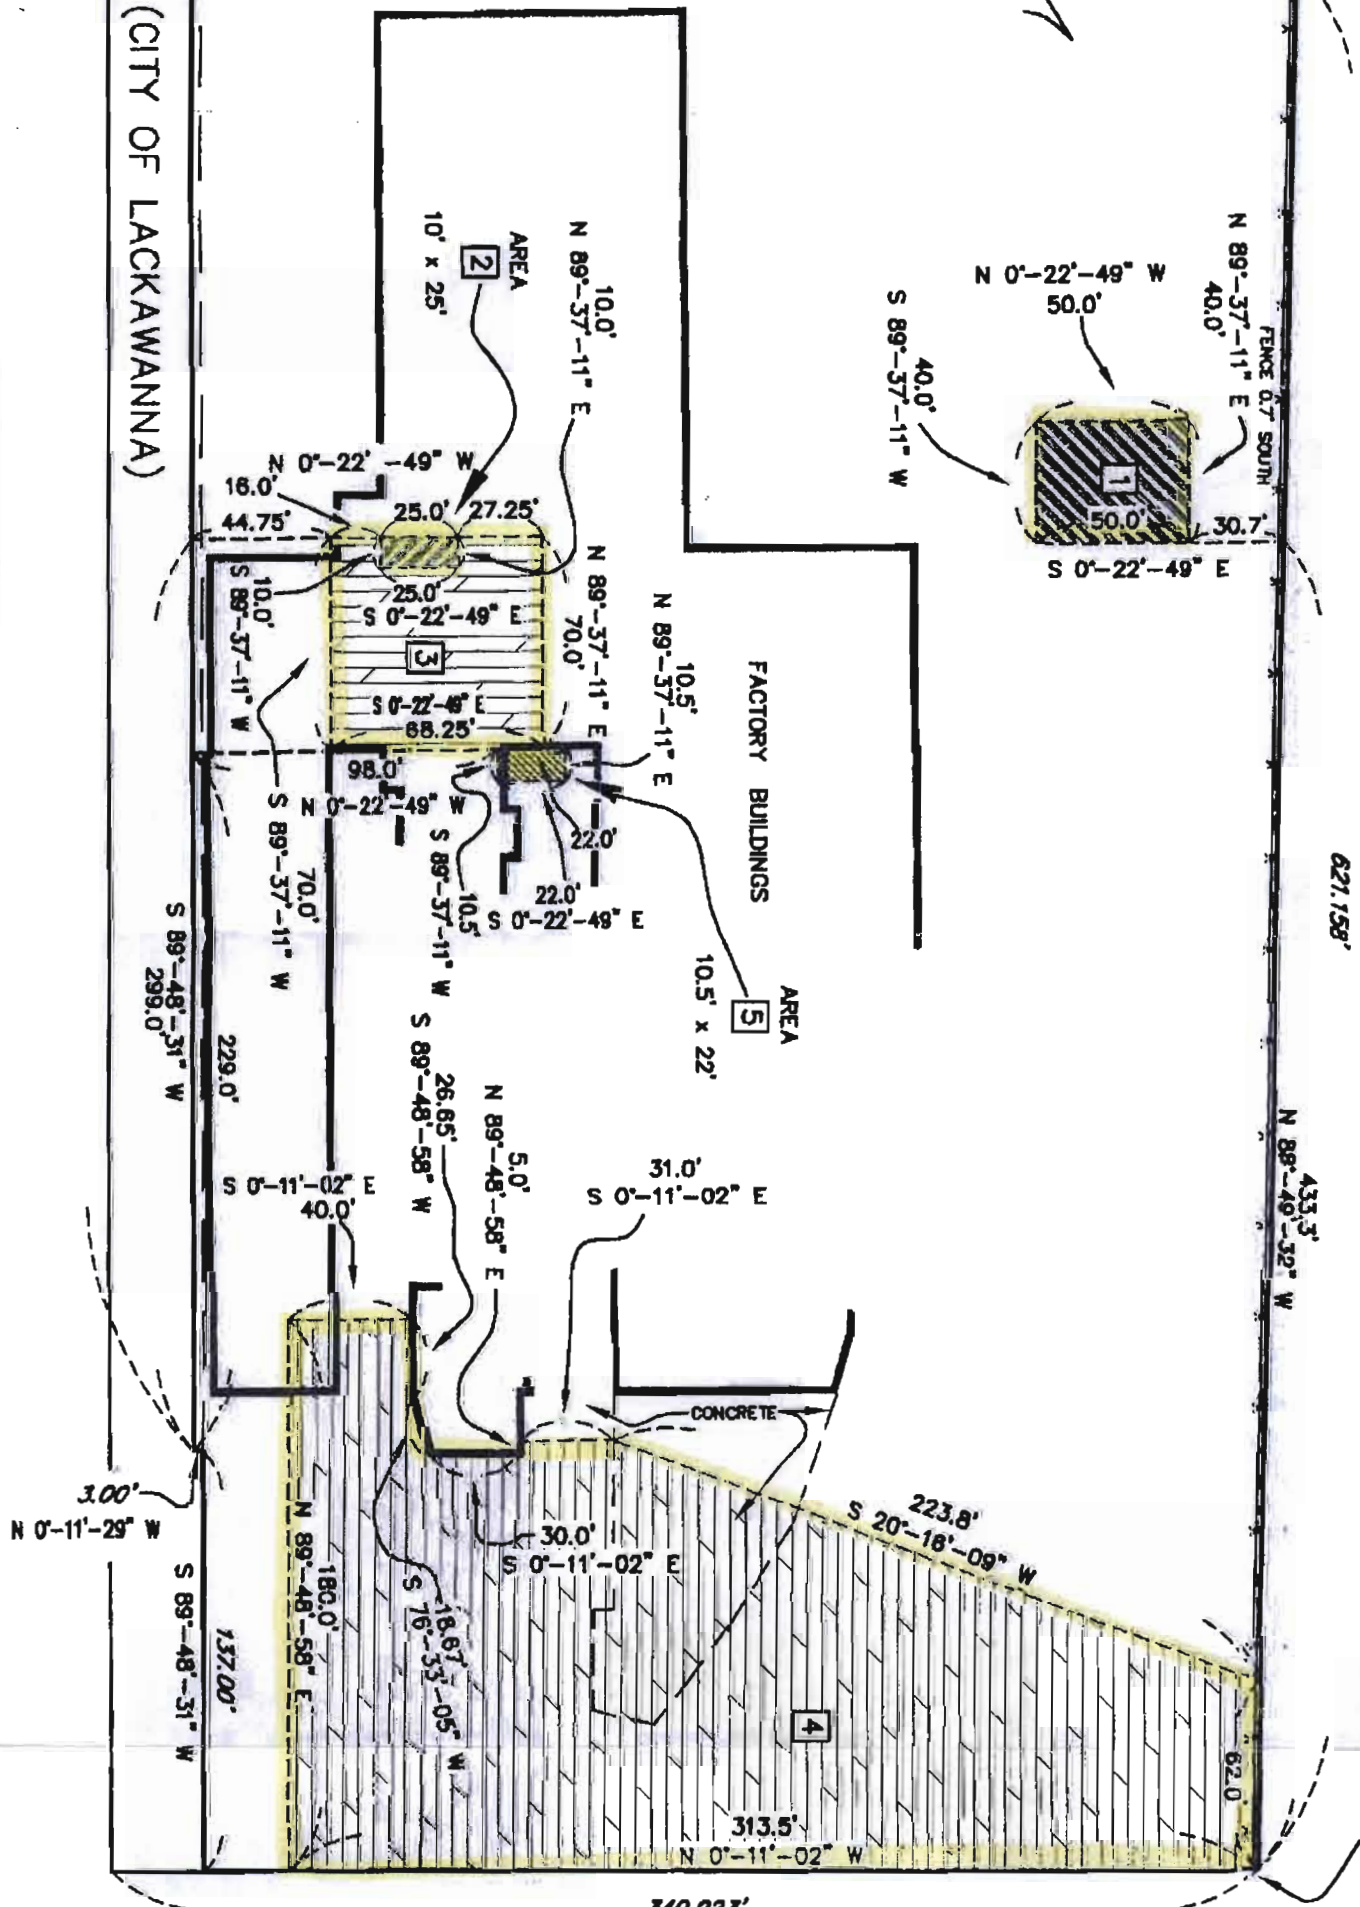 (CITY OF LACKAWANNA)
N 89°-37'-11" E
40.0'
FENCE 0.7 SOUTH
N 0°-22'-49" W
50.0'
40.0'
S 89°-37'-11" W
1
50.0'
30.7'
S 0°-22'-49" E
AREA
2
10' x 25'
10.0'
N 89°-37'-11" E
N 0°-22'-49" W
16.0'
44.75'
25.0'
27.25'
10.0'
S 89°-37'-11" W
25.0'
S 0°-22'-49" E
3
S 0°-22'-49" E
68.25'
N 89°-37'-11" E
70.0'
10.5'
N 89°-37'-11" E
FACTORY BUILDINGS
98.0'
N 0°-22'-49" W
70.0'
S 89°-37'-11" W
10.5'
S 89°-37'-11" W
22.0'
22.0'
S 0°-22'-49" E
AREA
5
10.5' x 22'
621.158'
433.3'
N 88°-49'-32" W
S 89°-48'-31" W
299.0'
229.0'
S 0°-11'-02" E
40.0'
26.65'
S 89°-48'-58" W
5.0'
N 89°-48'-58" E
31.0'
S 0°-11'-02" E
CONCRETE
223.8'
S 20°-16'-09" W
3.00'
N 0°-11'-29" W
30.0'
S 0°-11'-02" E
180.0'
N 89°-48'-58" E
18.67'
S 76°-33'-05" W
4
62.0'
137.00'
S 89°-48'-31" W
313.5'
N 0°-11'-02" W